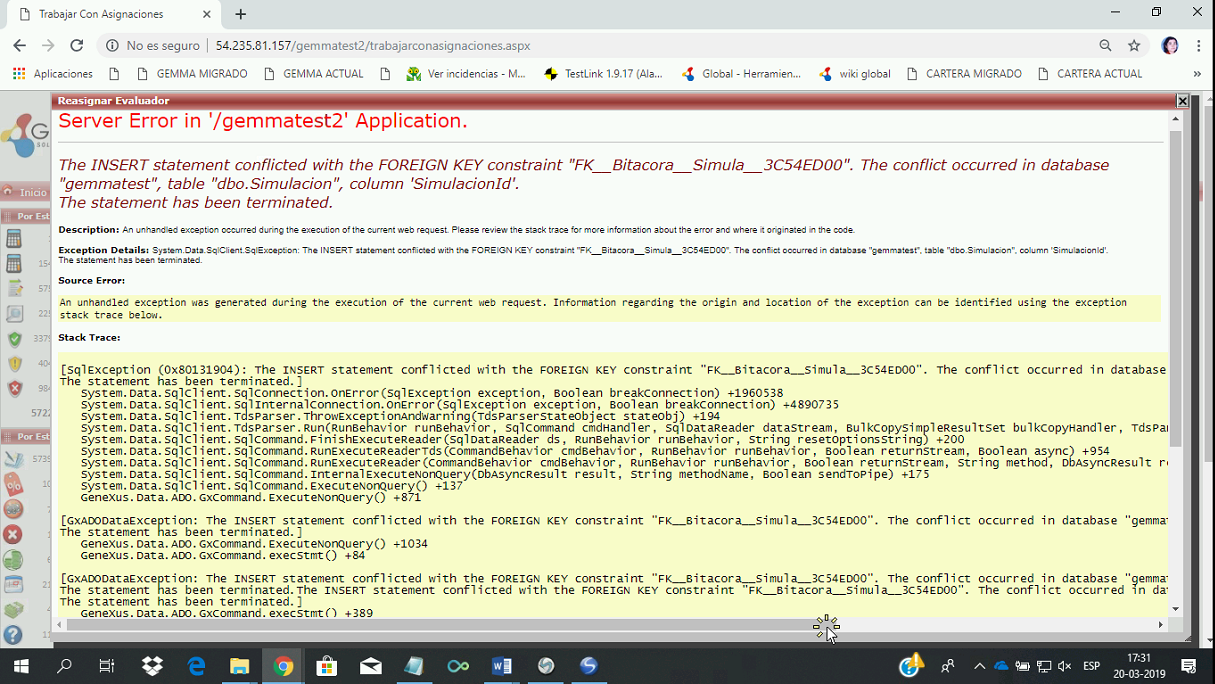 Trabajar Con Asignaciones
No es seguro | 54.235.81.157/gemmatest2/trabajarconasignaciones.aspx
Aplicaciones GEMMA MIGRADO GEMMA ACTUAL Ver incidencias - M... TestLink 1.9.17 (Ala... Global - Herramien... wiki global CARTERA MIGRADO CARTERA ACTUAL »
Reasignar Evaluador
Server Error in '/gemmatest2' Application.
The INSERT statement conflicted with the FOREIGN KEY constraint "FK__Bitacora__Simula__3C54ED00". The conflict occurred in database
"gemmatest", table "dbo.Simulacion", column 'SimulacionId'.
The statement has been terminated.
Description: An unhandled exception occurred during the execution of the current web request. Please review the stack trace for more information about the error and where it originated in the code.
Exception Details: System.Data.SqlClient.SqlException: The INSERT statement conflicted with the FOREIGN KEY constraint "FK__Bitacora__Simula__3C54ED00". The conflict occurred in database "gemmatest", table "dbo.Simulacion", column 'SimulacionId'.
The statement has been terminated.
Source Error:
An unhandled exception was generated during the execution of the current web request. Information regarding the origin and location of the exception can be identified using the exception
stack trace below.
Stack Trace:
[SqlException (0x80131904): The INSERT statement conflicted with the FOREIGN KEY constraint "FK__Bitacora__Simula__3C54ED00". The conflict occurred in database
The statement has been terminated.]
System.Data.SqlClient.SqlConnection.OnError(SqlException exception, Boolean breakConnection) +1960538
System.Data.SqlClient.SqlInternalConnection.OnError(SqlException exception, Boolean breakConnection) +4890735
System.Data.SqlClient.TdsParser.ThrowExceptionAndWarning(TdsParserStateObject stateObj) +194
System.Data.SqlClient.TdsParser.Run(RunBehavior runBehavior, SqlCommand cmdHandler, SqlDataReader dataStream, BulkCopySimpleResultSet bulkCopyHandler, TdsPar
System.Data.SqlClient.SqlCommand.FinishExecuteReader(SqlDataReader ds, RunBehavior runBehavior, String resetOptionsString) +200
System.Data.SqlClient.SqlCommand.RunExecuteReaderTds(CommandBehavior cmdBehavior, RunBehavior runBehavior, Boolean returnStream, Boolean async) +954
System.Data.SqlClient.SqlCommand.RunExecuteReader(CommandBehavior cmdBehavior, RunBehavior runBehavior, Boolean returnStream, String method, DbAsyncResult r
System.Data.SqlClient.SqlCommand.InternalExecuteNonQuery(DbAsyncResult result, String methodName, Boolean sendToPipe) +175
System.Data.SqlClient.SqlCommand.ExecuteNonQuery() +137
GeneXus.Data.ADO.GxCommand.ExecuteNonQuery() +871
[GxADODataException: The INSERT statement conflicted with the FOREIGN KEY constraint "FK__Bitacora__Simula__3C54ED00". The conflict occurred in database "gemma
The statement has been terminated.]
GeneXus.Data.ADO.GxCommand.ExecuteNonQuery() +1034
GeneXus.Data.ADO.GxCommand.execStmt() +84
[GxADODataException: The INSERT statement conflicted with the FOREIGN KEY constraint "FK__Bitacora__Simula__3C54ED00". The conflict occurred in database "gemma
The statement has been terminated.The INSERT statement conflicted with the FOREIGN KEY constraint "FK__Bitacora__Simula__3C54ED00". The conflict occurred in da
The statement has been terminated.]
GeneXus.Data.ADO.GxCommand.execStmt() +389
Inicio
Por Est
5722
Por Est
ESP
17:31
20-03-2019